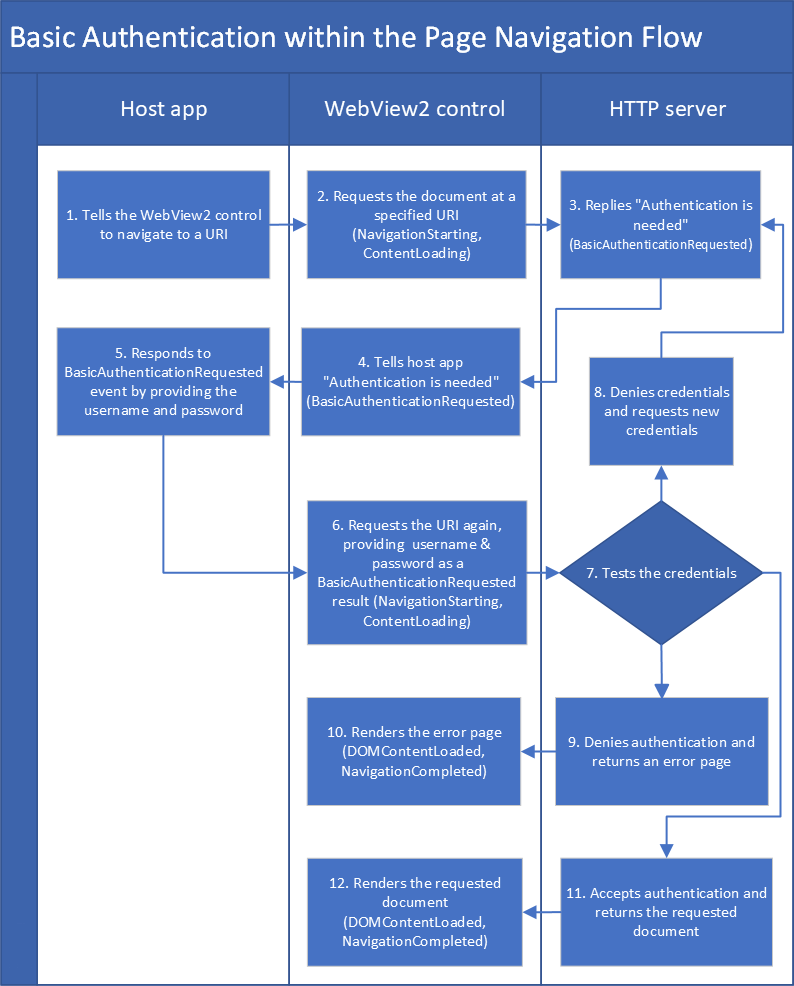 Basic Authentication within the Page Navigation Flow
Host app
WebView2 control
HTTP server
1. Tells the WebView2 control
to navigate to a URI
2. Requests the document at a
specified URI
(NavigationStarting,
ContentLoading)
3. Replies "Authentication is
needed"
(BasicAuthenticationRequested)
4. Tells host app
"Authentication is needed"
(BasicAuthenticationRequested)
5. Responds to
BasicAuthenticationRequested
event by providing the
username and password
6. Requests the URI again,
providing  username &
password as a
BasicAuthenticationRequested
result (NavigationStarting,
ContentLoading)
7. Tests the credentials
8. Denies credentials
and requests new
credentials
9. Denies authentication and
returns an error page
10. Renders the error page
(DOMContentLoaded,
NavigationCompleted)
11. Accepts authentication and
returns the requested
document
12. Renders the requested
document
(DOMContentLoaded,
NavigationCompleted)